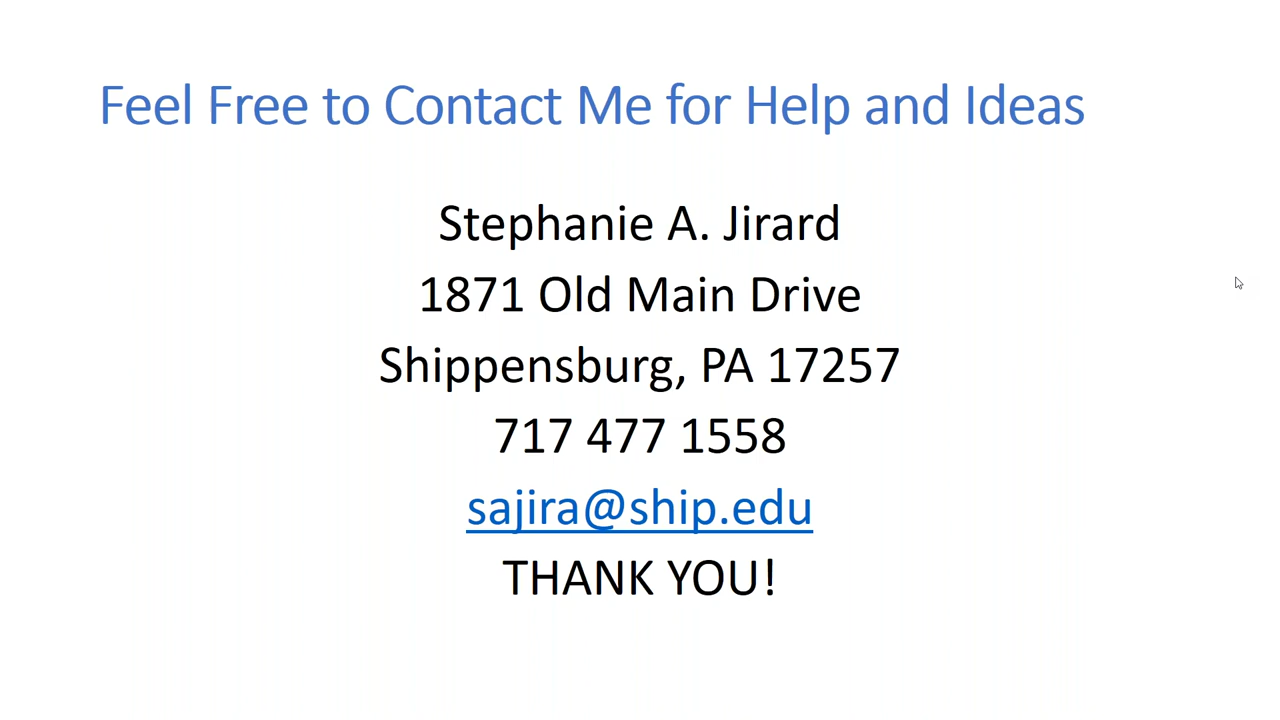 Feel Free to Contact Me for Help and Ideas
Stephanie A. Jirard
1871 Old Main Drive
Shippensburg, PA 17257
717 477 1558
sajira@ship.edu
THANK YOU!